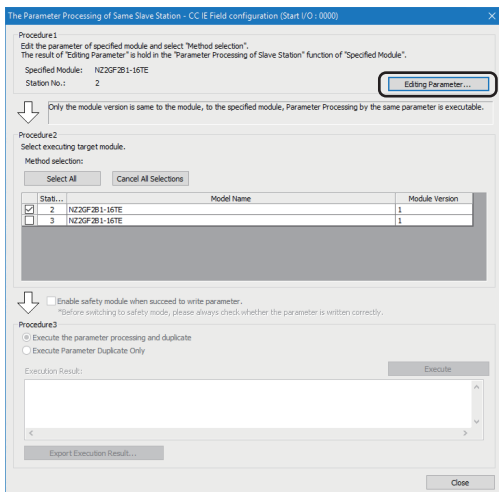 The Parameter Processing of Same Slave Station - CC IE Field configuration (Start I/O : 0000)
Procedure1
Edit the parameter of specified module and select "Method selection".
The result of "Editing Parameter" is hold in the "Parameter Processing of Slave Station" function of "Specified Module".
Specified Module: NZ2GF2B1-16TE
Station No.: 2
Editing Parameter...
Only the module version is same to the module, to the specified module, Parameter Processing by the same parameter is executable.
Procedure2
Select executing target module.
Method selection:
Select All Cancel All Selections
Stati... Model Name Module Version
2 NZ2GF2B1-16TE 1
3 NZ2GF2B1-16TE 1
Enable safety module when succeed to write parameter.
*Before switching to safety mode, please always check whether the parameter is written correctly.
Procedure3
Execute the parameter processing and duplicate
Execute Parameter Duplicate Only
Execution Result: Execute
Export Execution Result...
Close